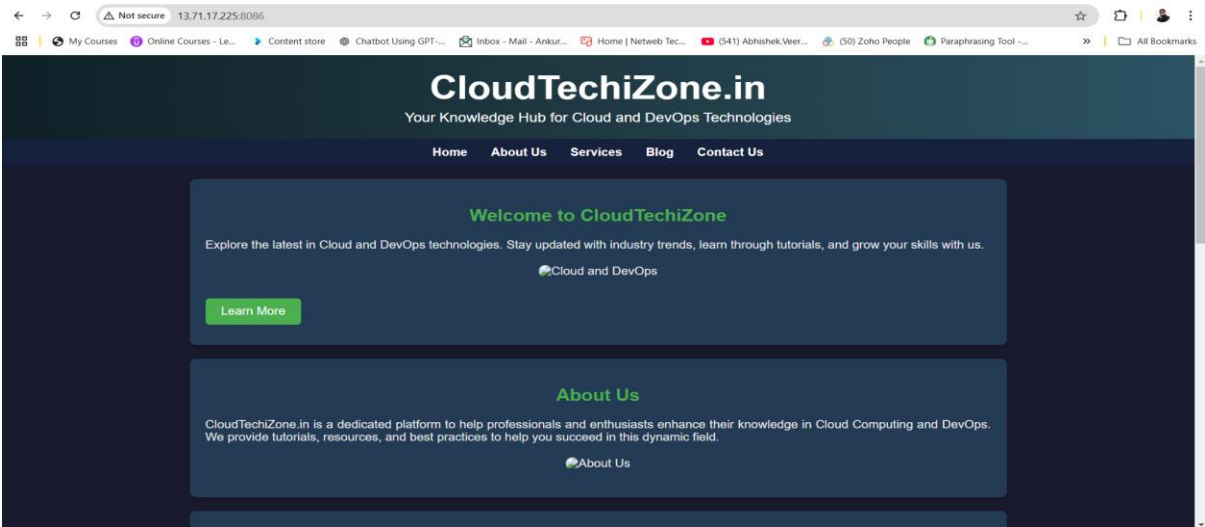 Not secure 13.71.17.225:8086
My Courses Online Courses - Le... Content store Chatbot Using GPT-... Inbox - Mail - Ankur... Home | Netweb Tec... (541) Abhishek.Veer... (50) Zoho People Paraphrasing Tool -... » All Bookmarks
CloudTechiZone.in
Your Knowledge Hub for Cloud and DevOps Technologies
Home About Us Services Blog Contact Us
Welcome to CloudTechiZone
Explore the latest in Cloud and DevOps technologies. Stay updated with industry trends, learn through tutorials, and grow your skills with us.
Cloud and DevOps
Learn More
About Us
CloudTechiZone.in is a dedicated platform to help professionals and enthusiasts enhance their knowledge in Cloud Computing and DevOps.
We provide tutorials, resources, and best practices to help you succeed in this dynamic field.
About Us